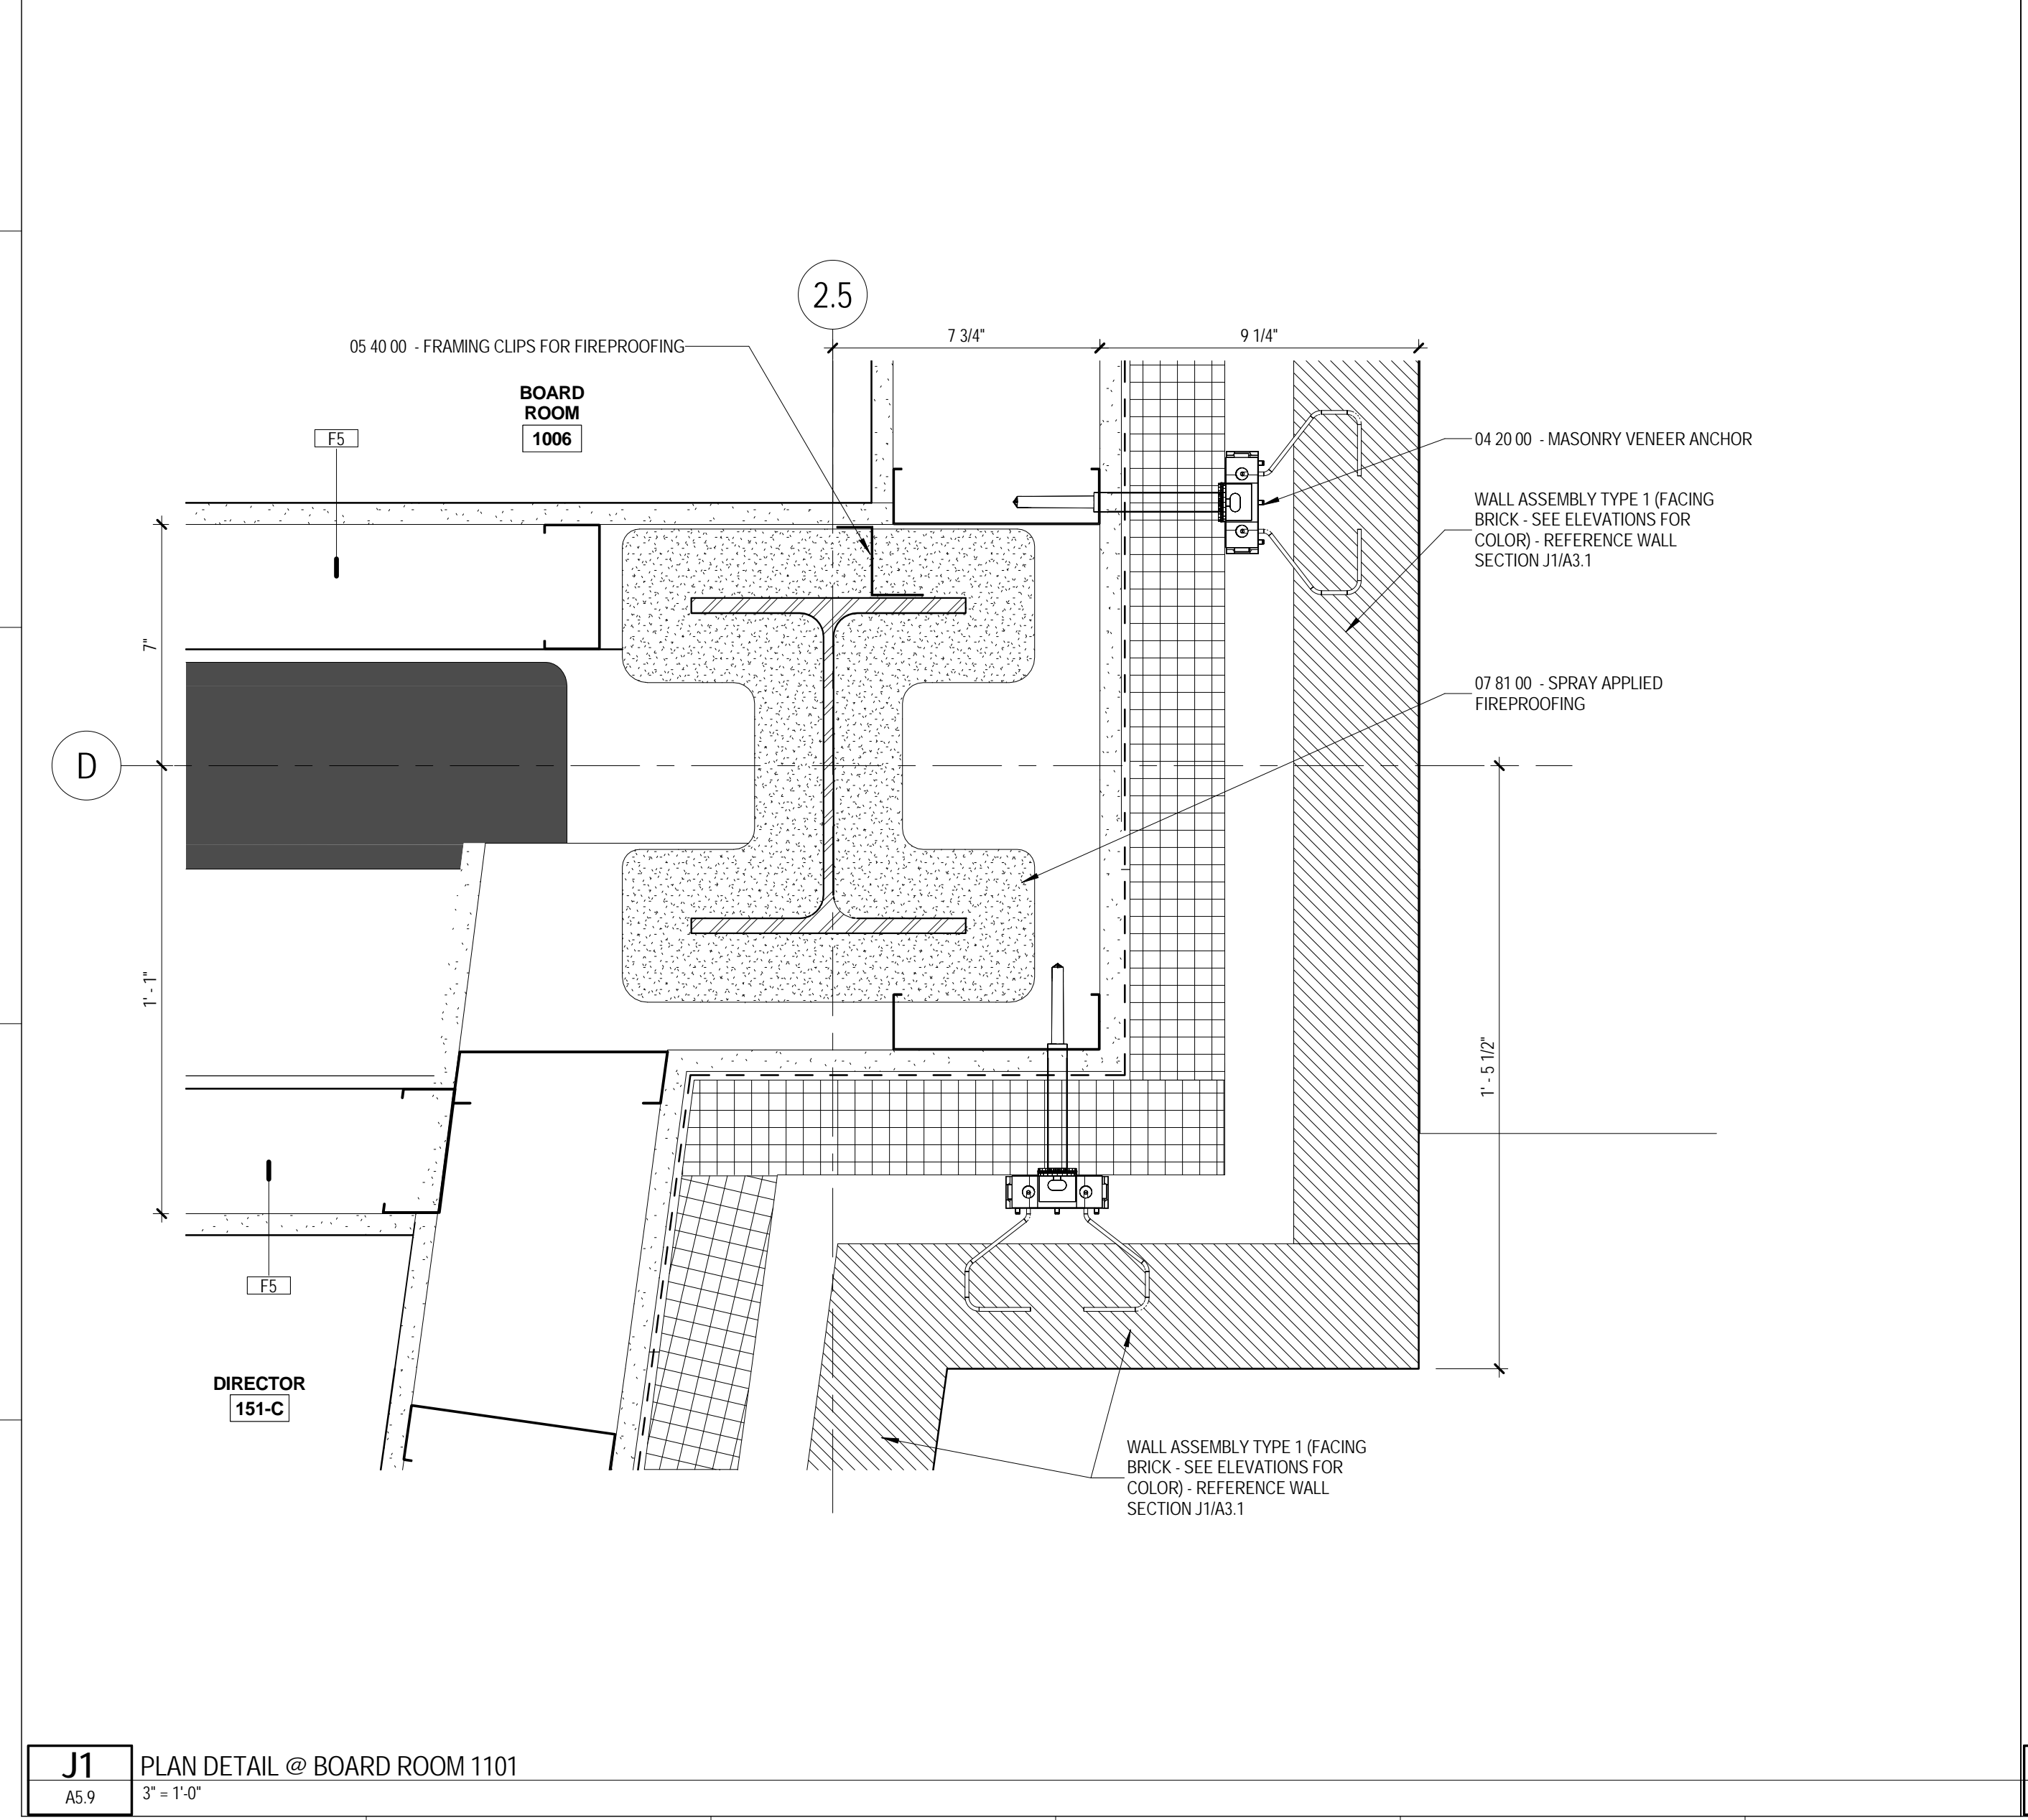 2.5
7 3/4"
9 1/4"
05 40 00 - FRAMING CLIPS FOR FIREPROOFING
BOARD
ROOM
1006
F5
04 20 00 - MASONRY VENEER ANCHOR
WALL ASSEMBLY TYPE 1 (FACING
BRICK - SEE ELEVATIONS FOR
COLOR) - REFERENCE WALL
SECTION J1/A3.1
7"
07 81 00 - SPRAY APPLIED
FIREPROOFING
D
1' - 1"
1' - 5 1/2"
F5
DIRECTOR
151-C
WALL ASSEMBLY TYPE 1 (FACING
BRICK - SEE ELEVATIONS FOR
COLOR) - REFERENCE WALL
SECTION J1/A3.1
J1
PLAN DETAIL @ BOARD ROOM 1101
A5.9
3" = 1'-0"